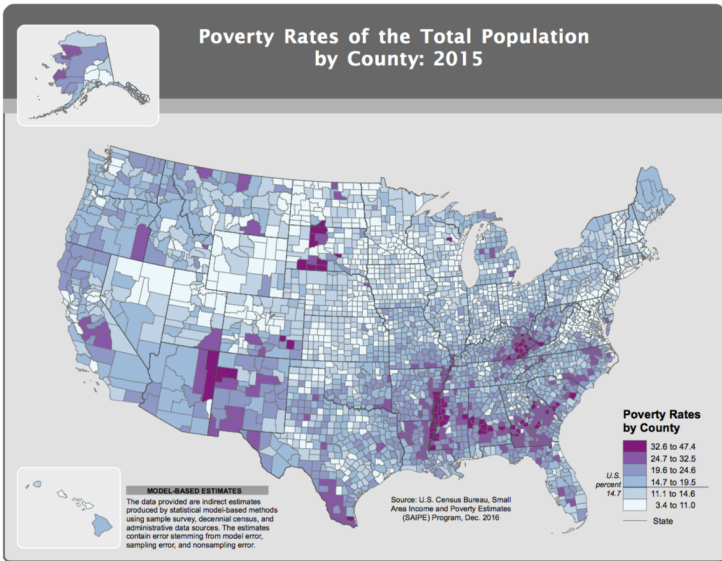 Poverty Rates of the Total Population
by County: 2015
Poverty Rates
by County
32.6 to 47.4
24.7 to 32.5
19.6 to 24.6
14.7 to 19.5
11.1 to 14.6
3.4 to 11.0
U.S.
percent
14.7
State
MODEL-BASED ESTIMATES
The data provided are indirect estimates
produced by statistical model-based methods
using sample survey, decennial census, and
administrative data sources. The estimates
contain error stemming from model error,
sampling error, and nonsampling error.
Source: U.S. Census Bureau, Small
Area Income and Poverty Estimates
(SAIPE) Program, Dec. 2016